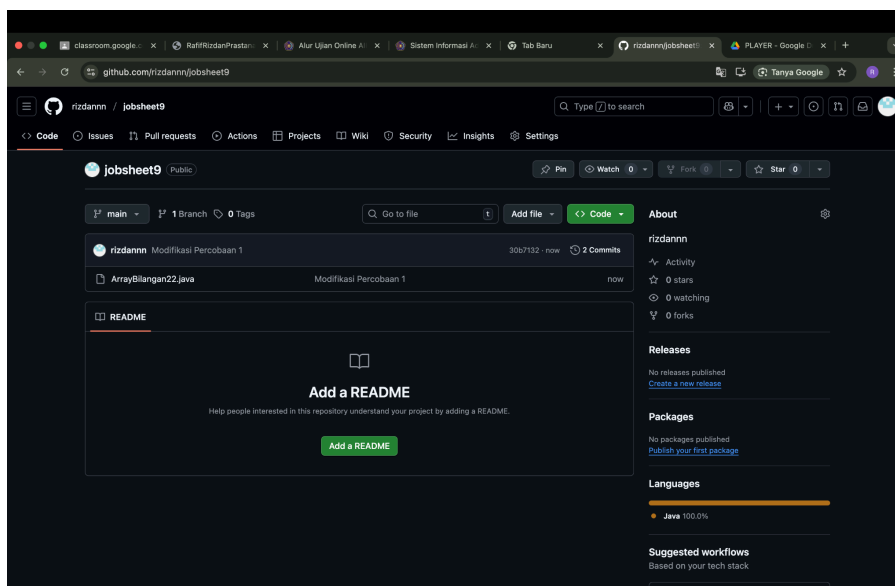 classroom.google.c
RafifRizdanPrastana
Alur Ujian Online Al
Sistem Informasi Ac
Tab Baru
rizdannn/jobsheet9
PLAYER - Google D
github.com/rizdannn/jobsheet9
Tanya Google
R
rizdannn / jobsheet9
Type / to search
Code
Issues
Pull requests
Actions
Projects
Wiki
Security
Insights
Settings
jobsheet9 Public
Pin
Watch 0
Fork 0
Star 0
main
1 Branch
0 Tags
Go to file t
Add file
Code
rizdannn Modifikasi Percobaan 1 30b7132 · now 2 Commits
ArrayBilangan22.java Modifikasi Percobaan 1 now
README
Add a README
Help people interested in this repository understand your project by adding a README.
Add a README
About
rizdannn
Activity
0 stars
0 watching
0 forks
Releases
No releases published
Create a new release
Packages
No packages published
Publish your first package
Languages
Java 100.0%
Suggested workflows
Based on your tech stack